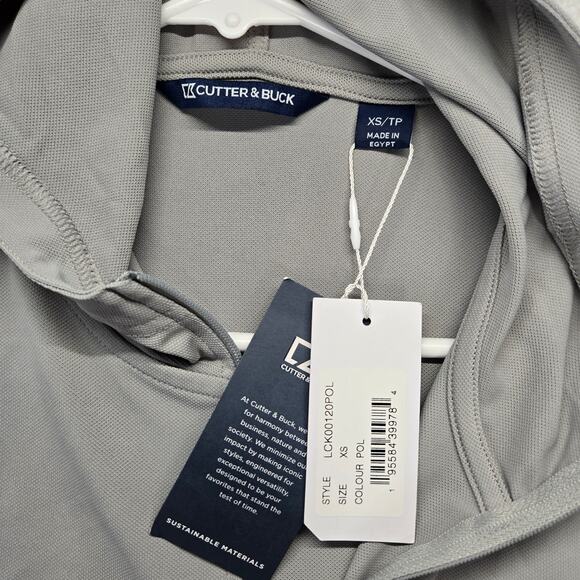 CUTTER & BUCK
XS/TP
MADE IN
EGYPT
CUTTER &
At Cutter & Buck, we
for harmony between
business, nature and
society. We minimize our
impact by making iconic
styles, engineered for
exceptional versatility,
designed to be your
favorites that stand the
test of time.
SUSTAINABLE MATERIALS
STYLE LCK00120POL
SIZE XS
COLOUR POL
1 95584 39978 4